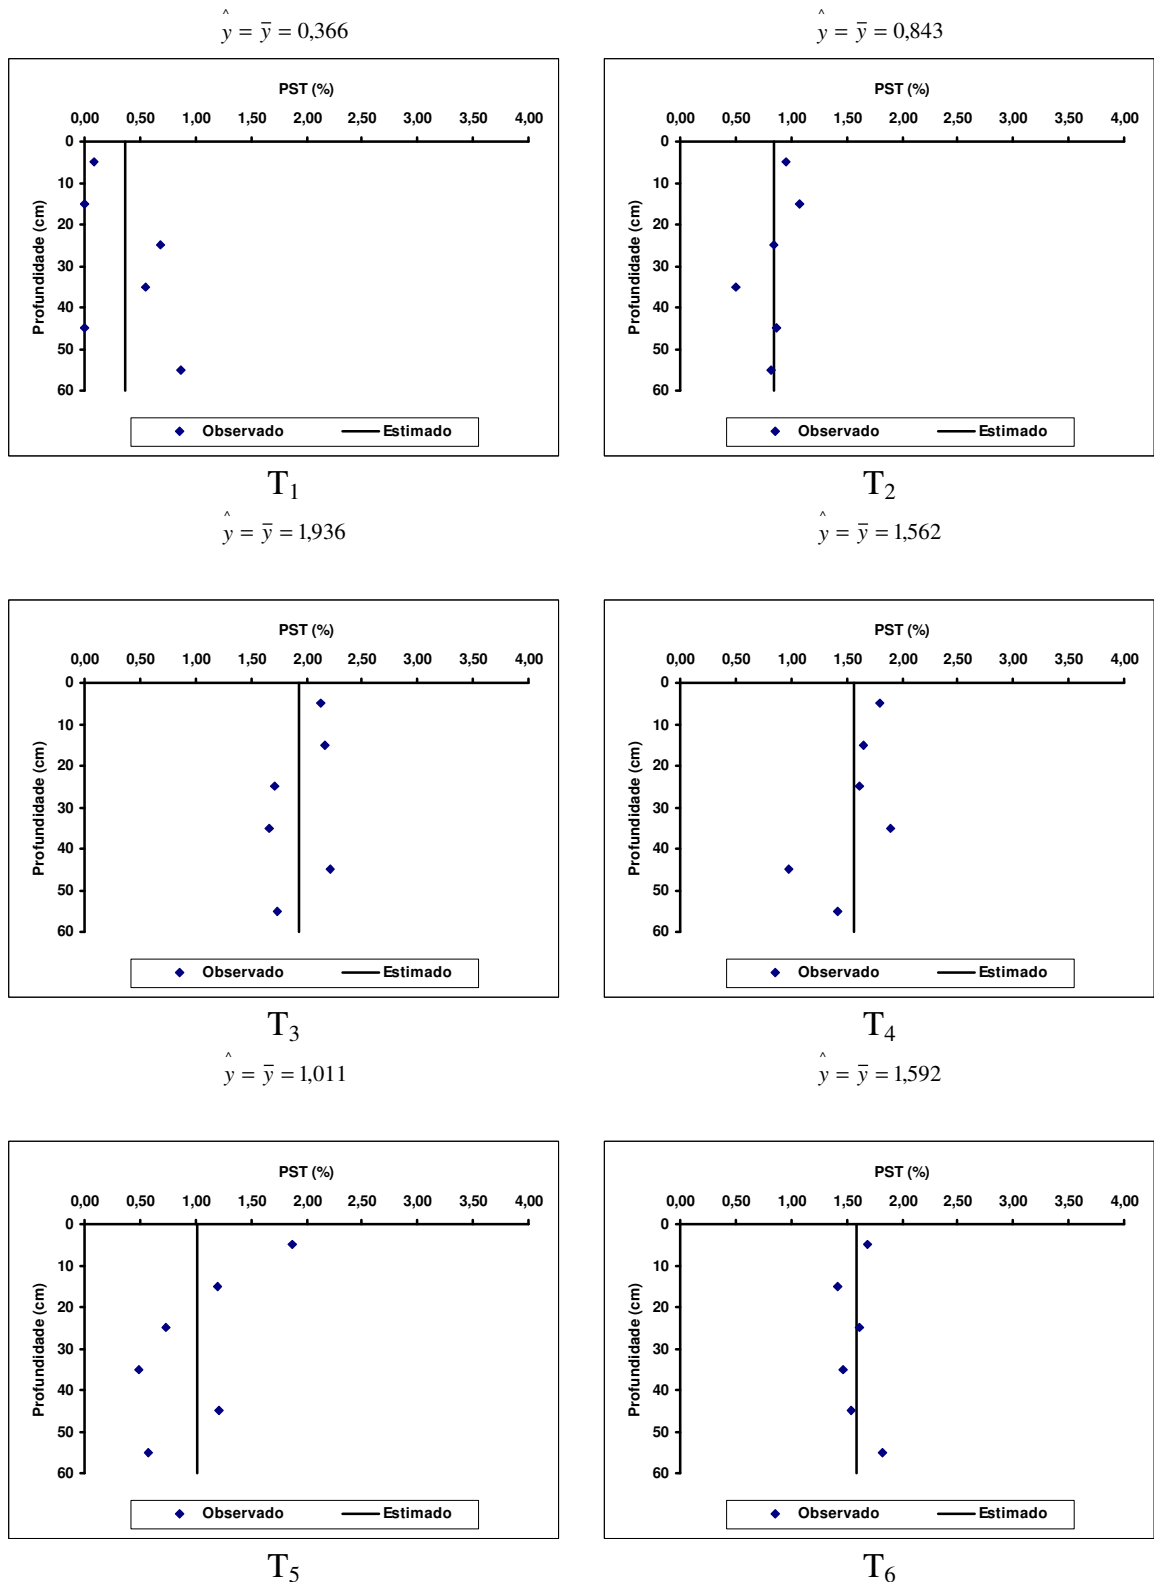 ŷ = ȳ = 0,366
PST (%)
0,00 0,50 1,00 1,50 2,00 2,50 3,00 3,50 4,00
0
10
20
30
40
50
60
Profundidade (cm)
Observado Estimado
T₁
ŷ = ȳ = 0,843
PST (%)
0,00 0,50 1,00 1,50 2,00 2,50 3,00 3,50 4,00
0
10
20
30
40
50
60
Profundidade (cm)
Observado Estimado
T₂
ŷ = ȳ = 1,936
PST (%)
0,00 0,50 1,00 1,50 2,00 2,50 3,00 3,50 4,00
0
10
20
30
40
50
60
Profundidade (cm)
Observado Estimado
T₃
ŷ = ȳ = 1,562
PST (%)
0,00 0,50 1,00 1,50 2,00 2,50 3,00 3,50 4,00
0
10
20
30
40
50
60
Profundidade (cm)
Observado Estimado
T₄
ŷ = ȳ = 1,011
PST (%)
0,00 0,50 1,00 1,50 2,00 2,50 3,00 3,50 4,00
0
10
20
30
40
50
60
Profundidade (cm)
Observado Estimado
T₅
ŷ = ȳ = 1,592
PST (%)
0,00 0,50 1,00 1,50 2,00 2,50 3,00 3,50 4,00
0
10
20
30
40
50
60
Profundidade (cm)
Observado Estimado
T₆